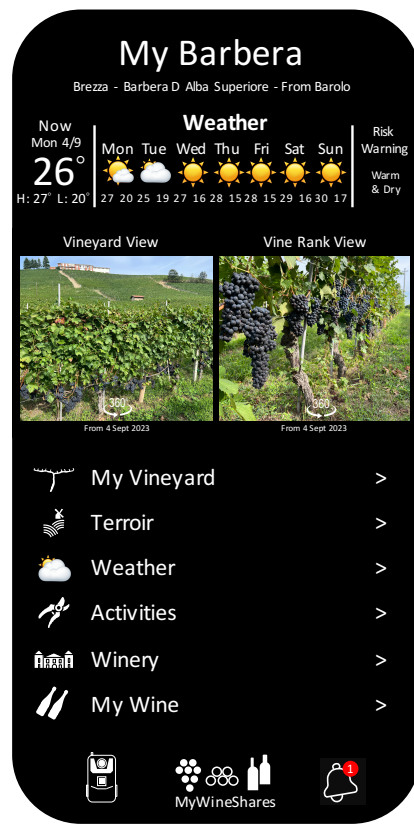 My Barbera
Brezza - Barbera D Alba Superiore - From Barolo
Now
Mon 4/9
26°
H: 27° L: 20°
Weather
Mon Tue Wed Thu Fri Sat Sun
27 20 25 19 27 16 28 15 28 15 29 16 30 17
Risk
Warning
Warm
& Dry
Vineyard View
Vine Rank View
360
360
From 4 Sept 2023
From 4 Sept 2023
My Vineyard >
Terroir >
Weather >
Activities >
Winery >
My Wine >
MyWineShares
1